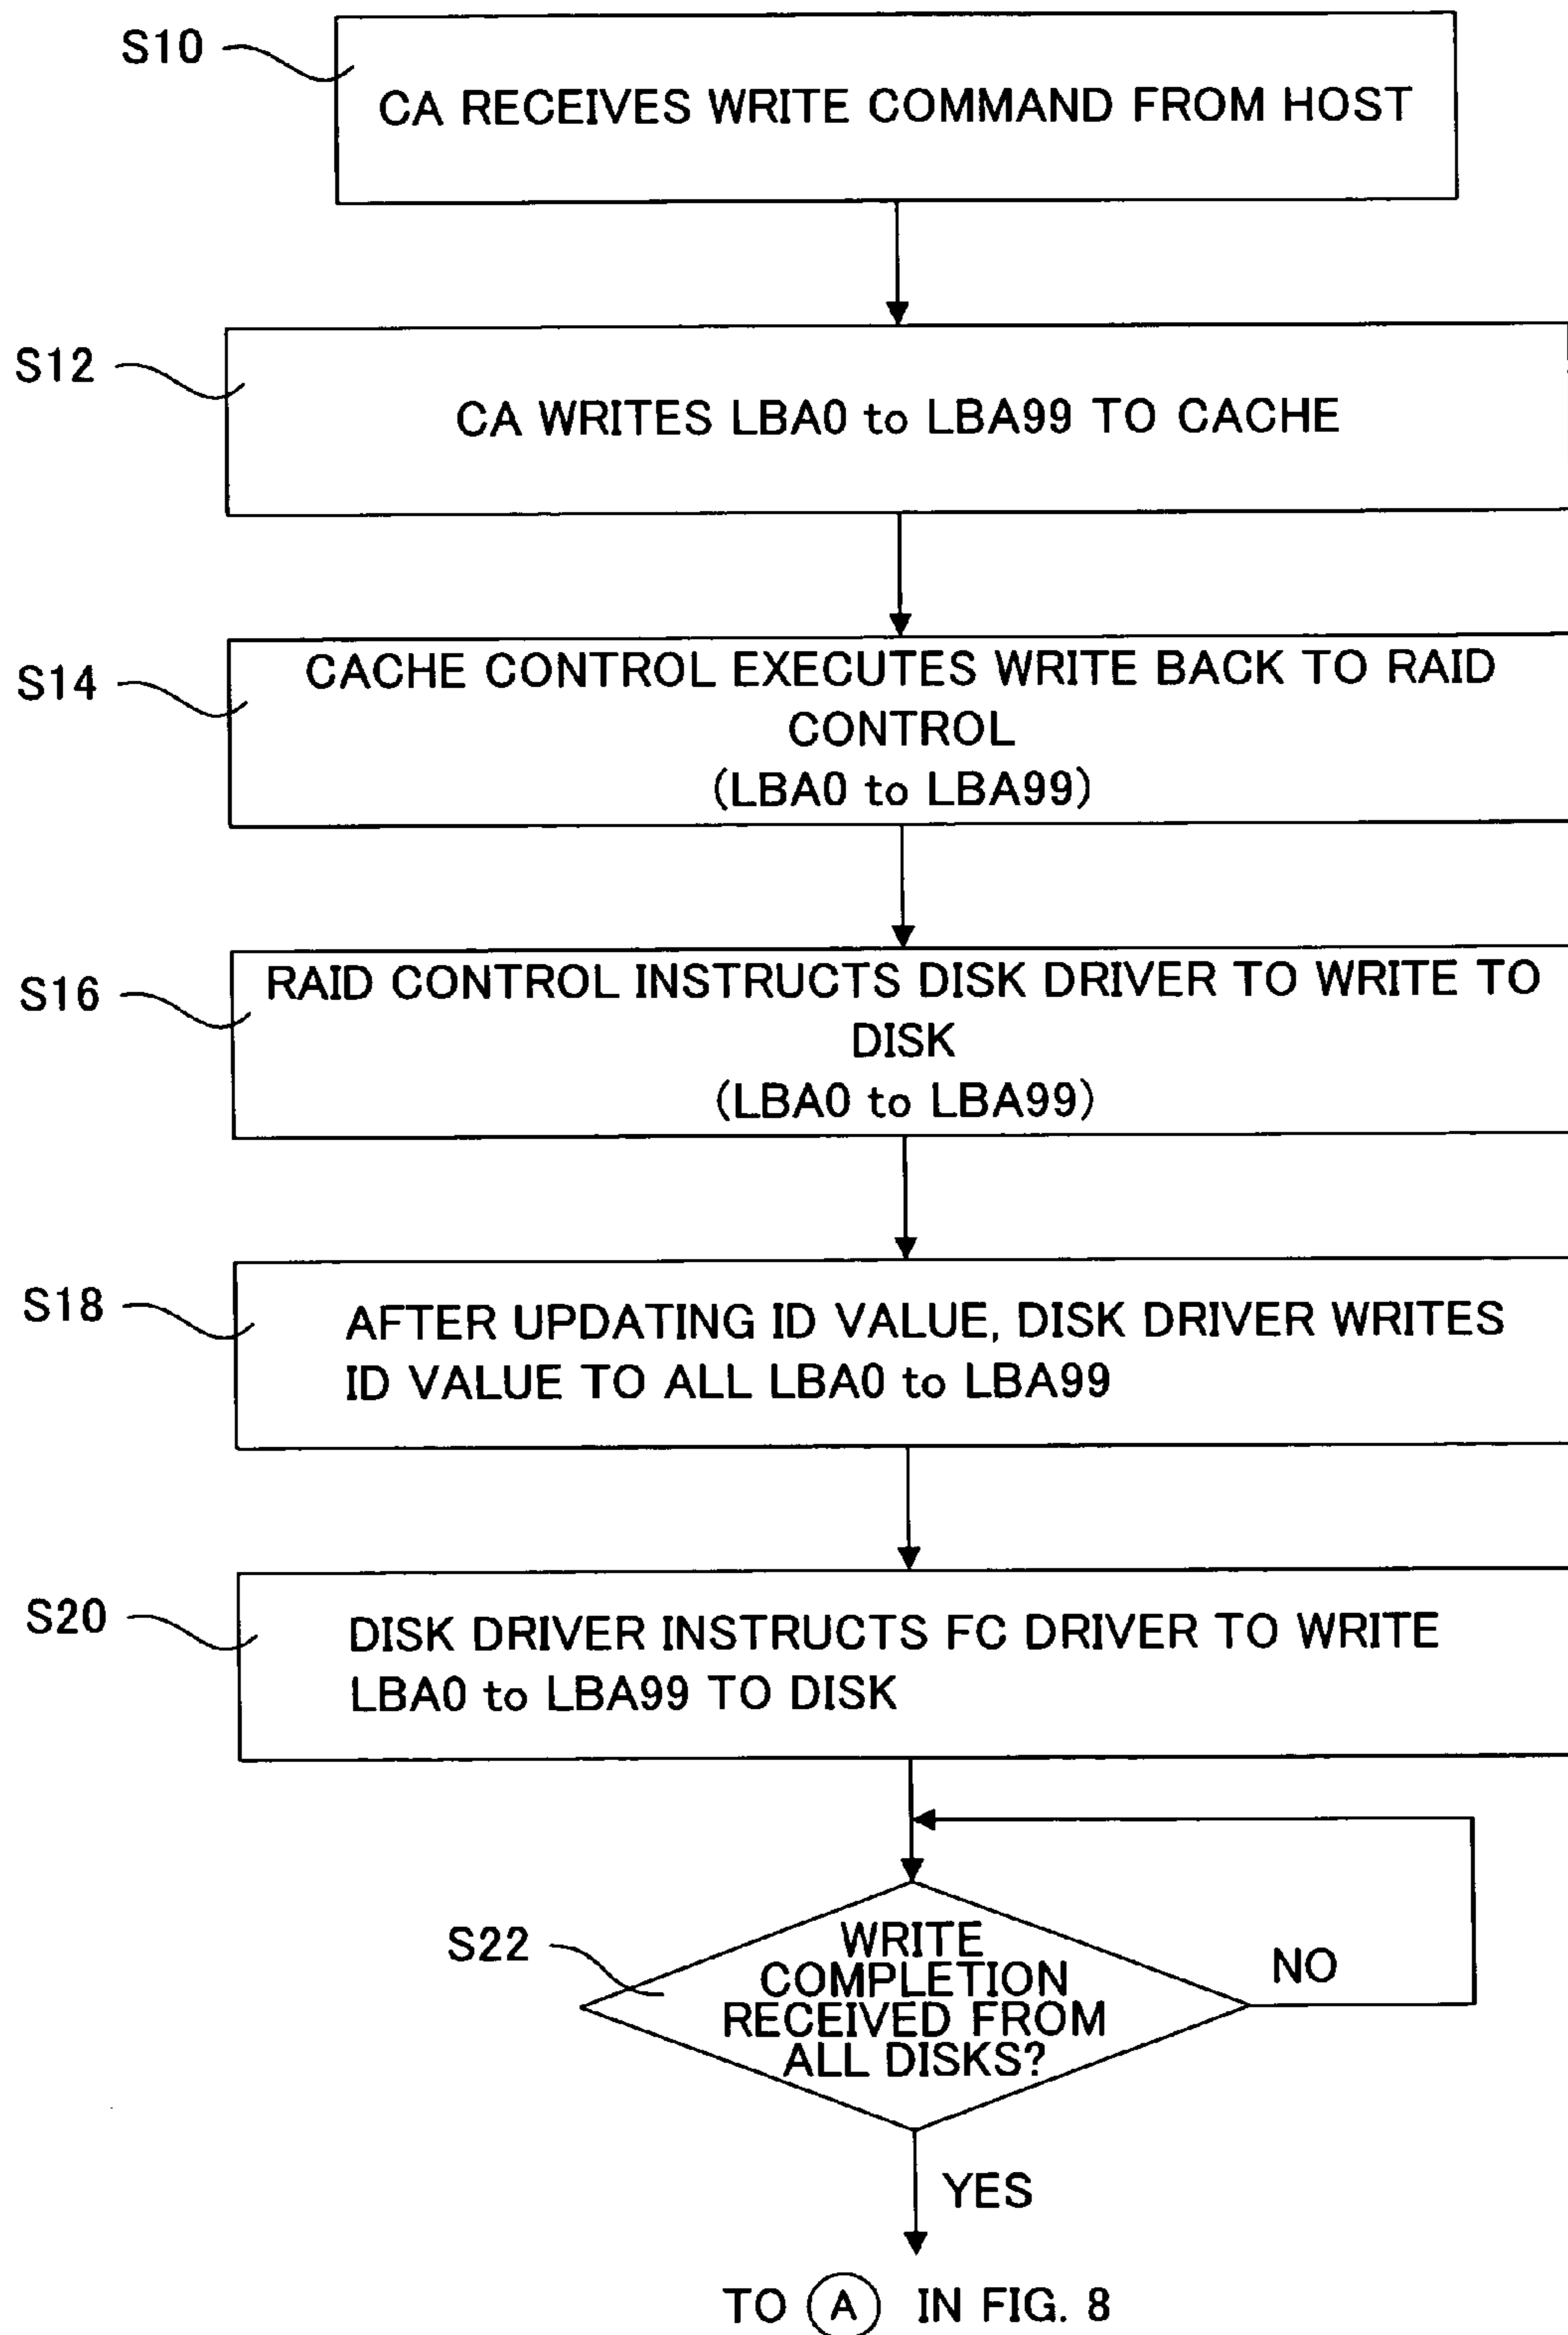 S10
CA RECEIVES WRITE COMMAND FROM HOST
S12
CA WRITES LBA0 to LBA99 TO CACHE
S14
CACHE CONTROL EXECUTES WRITE BACK TO RAID
CONTROL
(LBA0 to LBA99)
S16
RAID CONTROL INSTRUCTS DISK DRIVER TO WRITE TO
DISK
(LBA0 to LBA99)
S18
AFTER UPDATING ID VALUE, DISK DRIVER WRITES
ID VALUE TO ALL LBA0 to LBA99
S20
DISK DRIVER INSTRUCTS FC DRIVER TO WRITE
LBA0 to LBA99 TO DISK
S22
WRITE
COMPLETION
RECEIVED FROM
ALL DISKS?
NO
YES
TO A IN FIG. 8